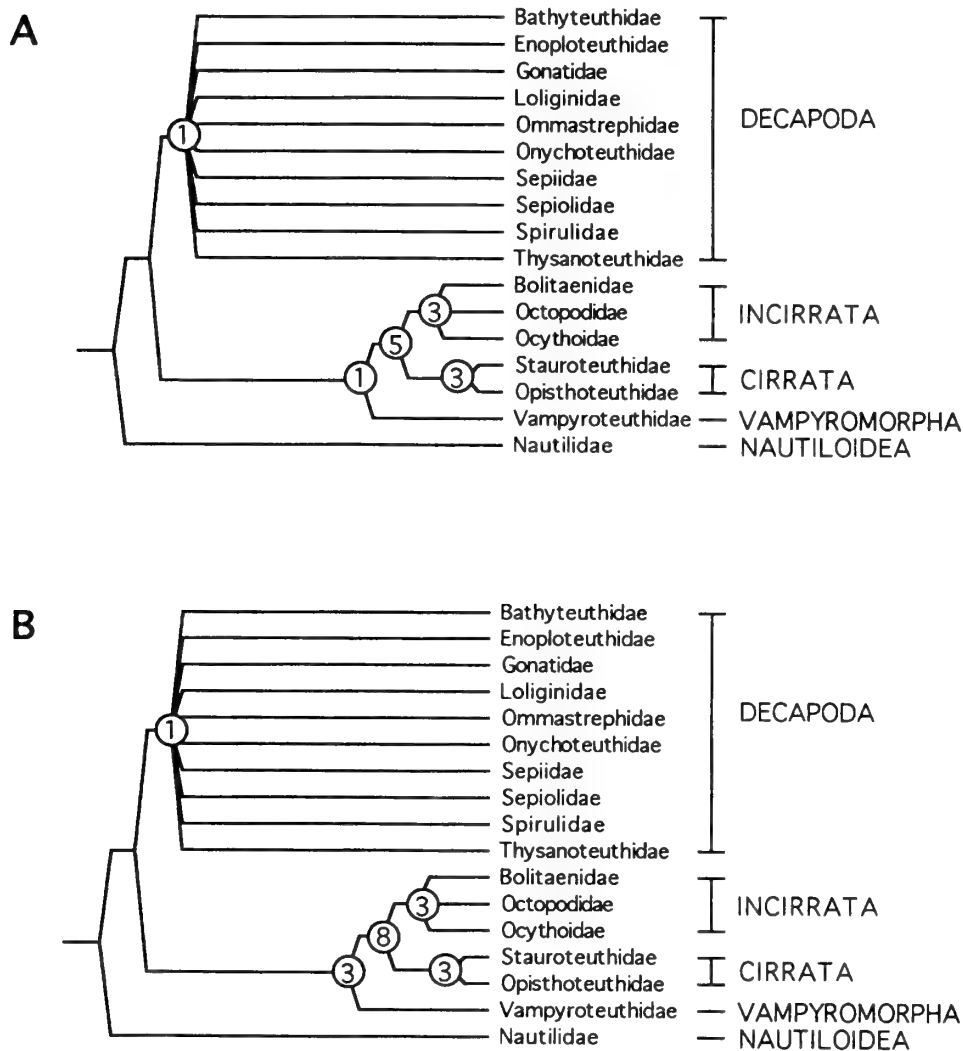 A
Bathyteuthidae
Enoploteuthidae
Gonatidae
Loliginidae
Ommastrephidae
Onychoteuthidae
Sepiidae
Sepiolidae
Spirulidae
Thysanoteuthidae
DECAPODA
1
Bolitaenidae
Octopodidae
Ocythoidae
INCIRRATA
3
5
Stauroteuthidae
Opisthoteuthidae
CIRRATA
3
1
Vampyroteuthidae
VAMPYROMORPHA
Nautilidae
NAUTILOIDEA
B
Bathyteuthidae
Enoploteuthidae
Gonatidae
Loliginidae
Ommastrephidae
Onychoteuthidae
Sepiidae
Sepiolidae
Spirulidae
Thysanoteuthidae
DECAPODA
1
Bolitaenidae
Octopodidae
Ocythoidae
INCIRRATA
3
8
Stauroteuthidae
Opisthoteuthidae
CIRRATA
3
3
Vampyroteuthidae
VAMPYROMORPHA
Nautilidae
NAUTILOIDEA